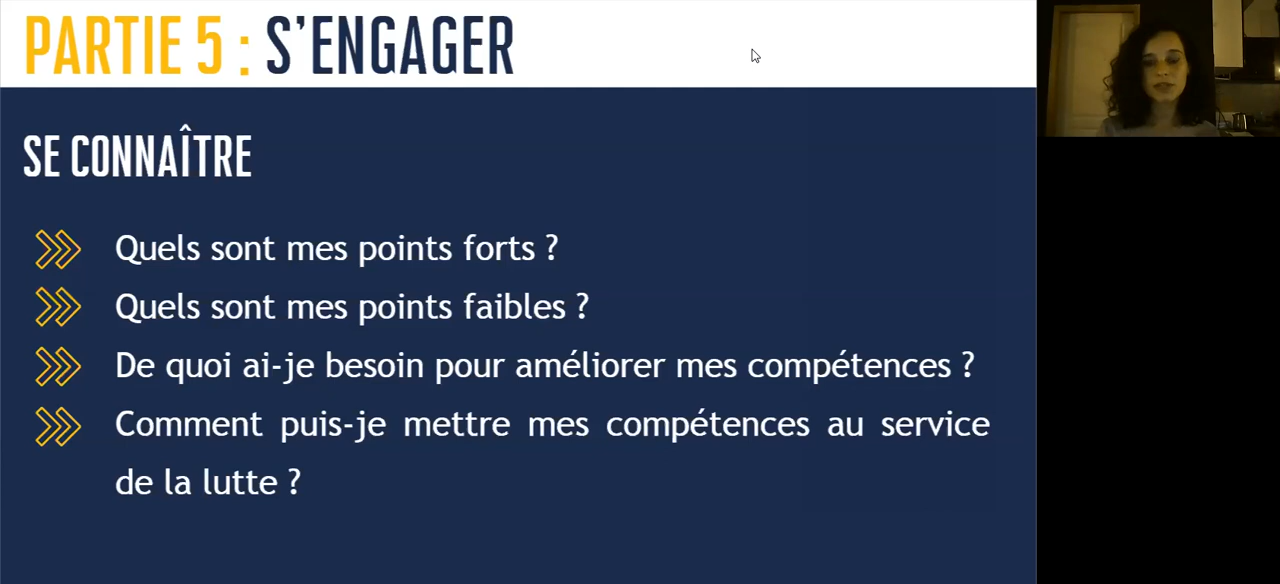 PARTIE 5 : S'ENGAGER
SE CONNAÎTRE
Quels sont mes points forts ?
Quels sont mes points faibles ?
De quoi ai-je besoin pour améliorer mes compétences ?
Comment puis-je mettre mes compétences au service
de la lutte ?